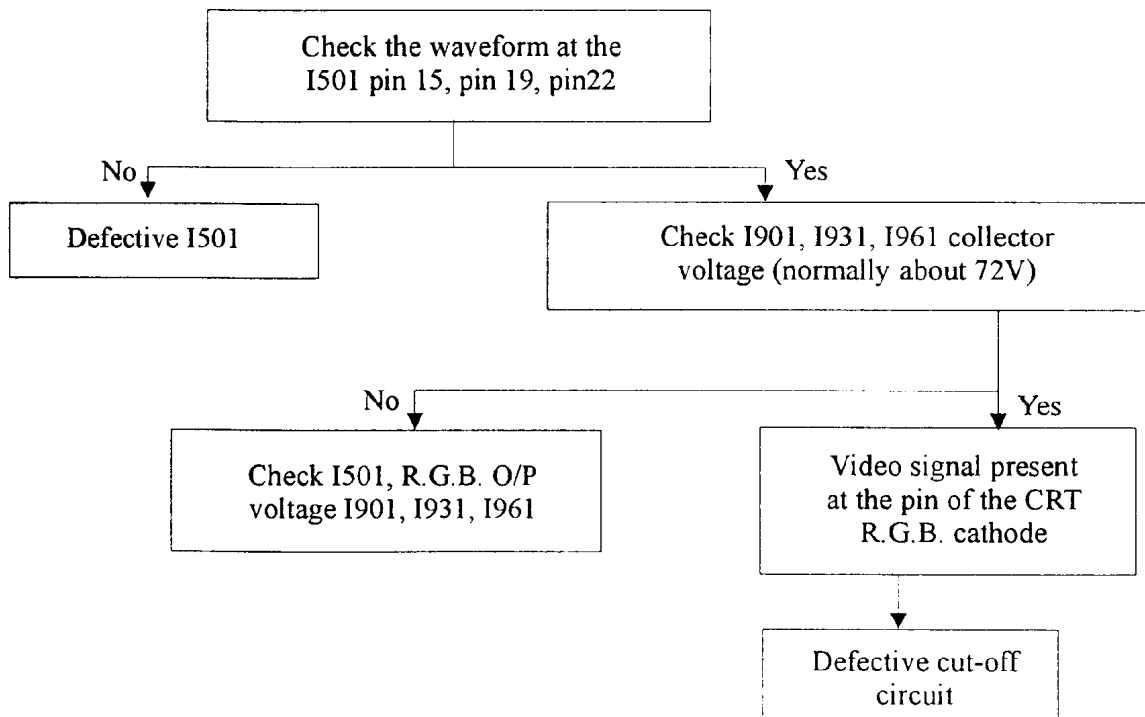 Check the waveform at the
I501 pin 15, pin 19, pin22
No
Yes
Defective I501
Check I901, I931, I961 collector
voltage (normally about 72V)
No
Yes
Check I501, R.G.B. O/P
voltage I901, I931, I961
Video signal present
at the pin of the CRT
R.G.B. cathode
Defective cut-off
circuit